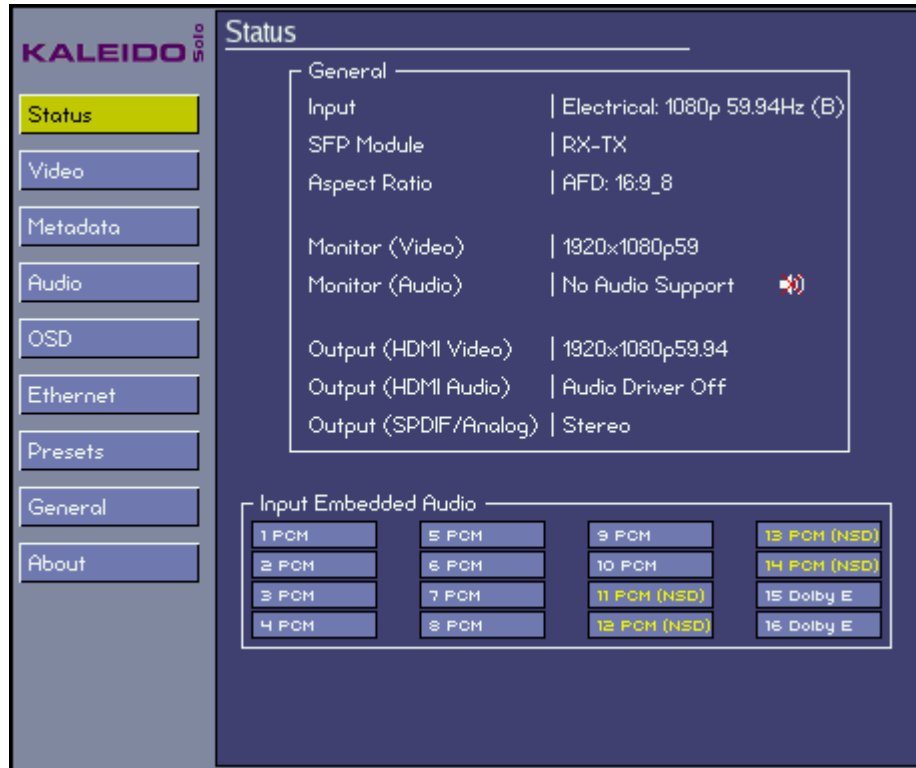 KALEIDO Solo
Status
Video
Metadata
Audio
OSD
Ethernet
Presets
General
About
Status
General
Input | Electrical: 1080p 59.94Hz (B)
SFP Module | RX-TX
Aspect Ratio | AFD: 16:9_8
Monitor (Video) | 1920x1080p59
Monitor (Audio) | No Audio Support
Output (HDMI Video) | 1920x1080p59.94
Output (HDMI Audio) | Audio Driver Off
Output (SPDIF/Analog) | Stereo
Input Embedded Audio
1 PCM 5 PCM 9 PCM 13 PCM (NSD)
2 PCM 6 PCM 10 PCM 14 PCM (NSD)
3 PCM 7 PCM 11 PCM (NSD) 15 Dolby E
4 PCM 8 PCM 12 PCM (NSD) 16 Dolby E